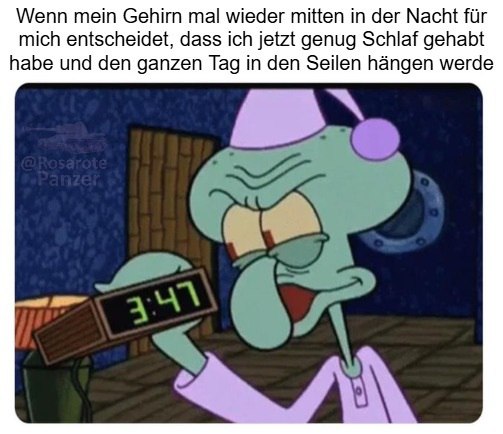 Wenn mein Gehirn mal wieder mitten in der Nacht für
mich entscheidet, dass ich jetzt genug Schlaf gehabt
habe und den ganzen Tag in den Seilen hängen werde
@Rosarote
Panzer
3:47